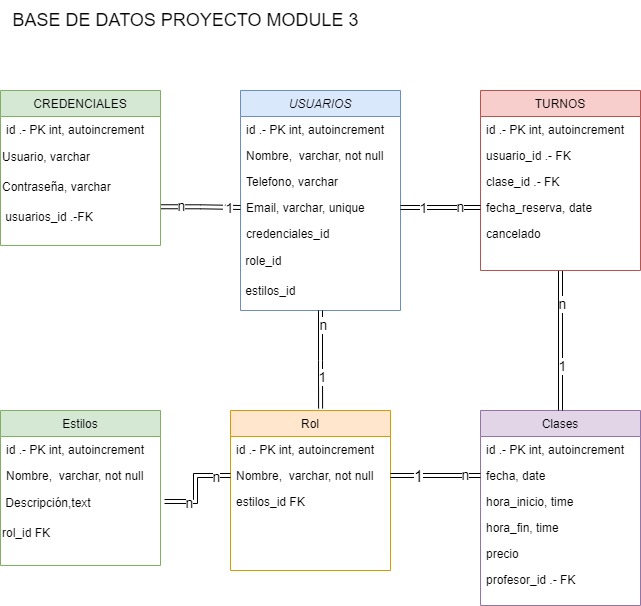 BASE DE DATOS PROYECTO MODULE 3
CREDENCIALES
id .- PK int, autoincrement
Usuario, varchar
Contraseña, varchar
usuarios_id .-FK
n
1
USUARIOS
id .- PK int, autoincrement
Nombre, varchar, not null
Telefono, varchar
Email, varchar, unique
credenciales_id
role_id
estilos_id
1
n
TURNOS
id .- PK int, autoincrement
usuario_id .- FK
clase_id .- FK
fecha_reserva, date
cancelado
n
1
n
1
Estilos
id .- PK int, autoincrement
Nombre, varchar, not null
Descripción,text
rol_id FK
n
n
Rol
id .- PK int, autoincrement
Nombre, varchar, not null
estilos_id FK
1
n
Clases
id .- PK int, autoincrement
fecha, date
hora_inicio, time
hora_fin, time
precio
profesor_id .- FK